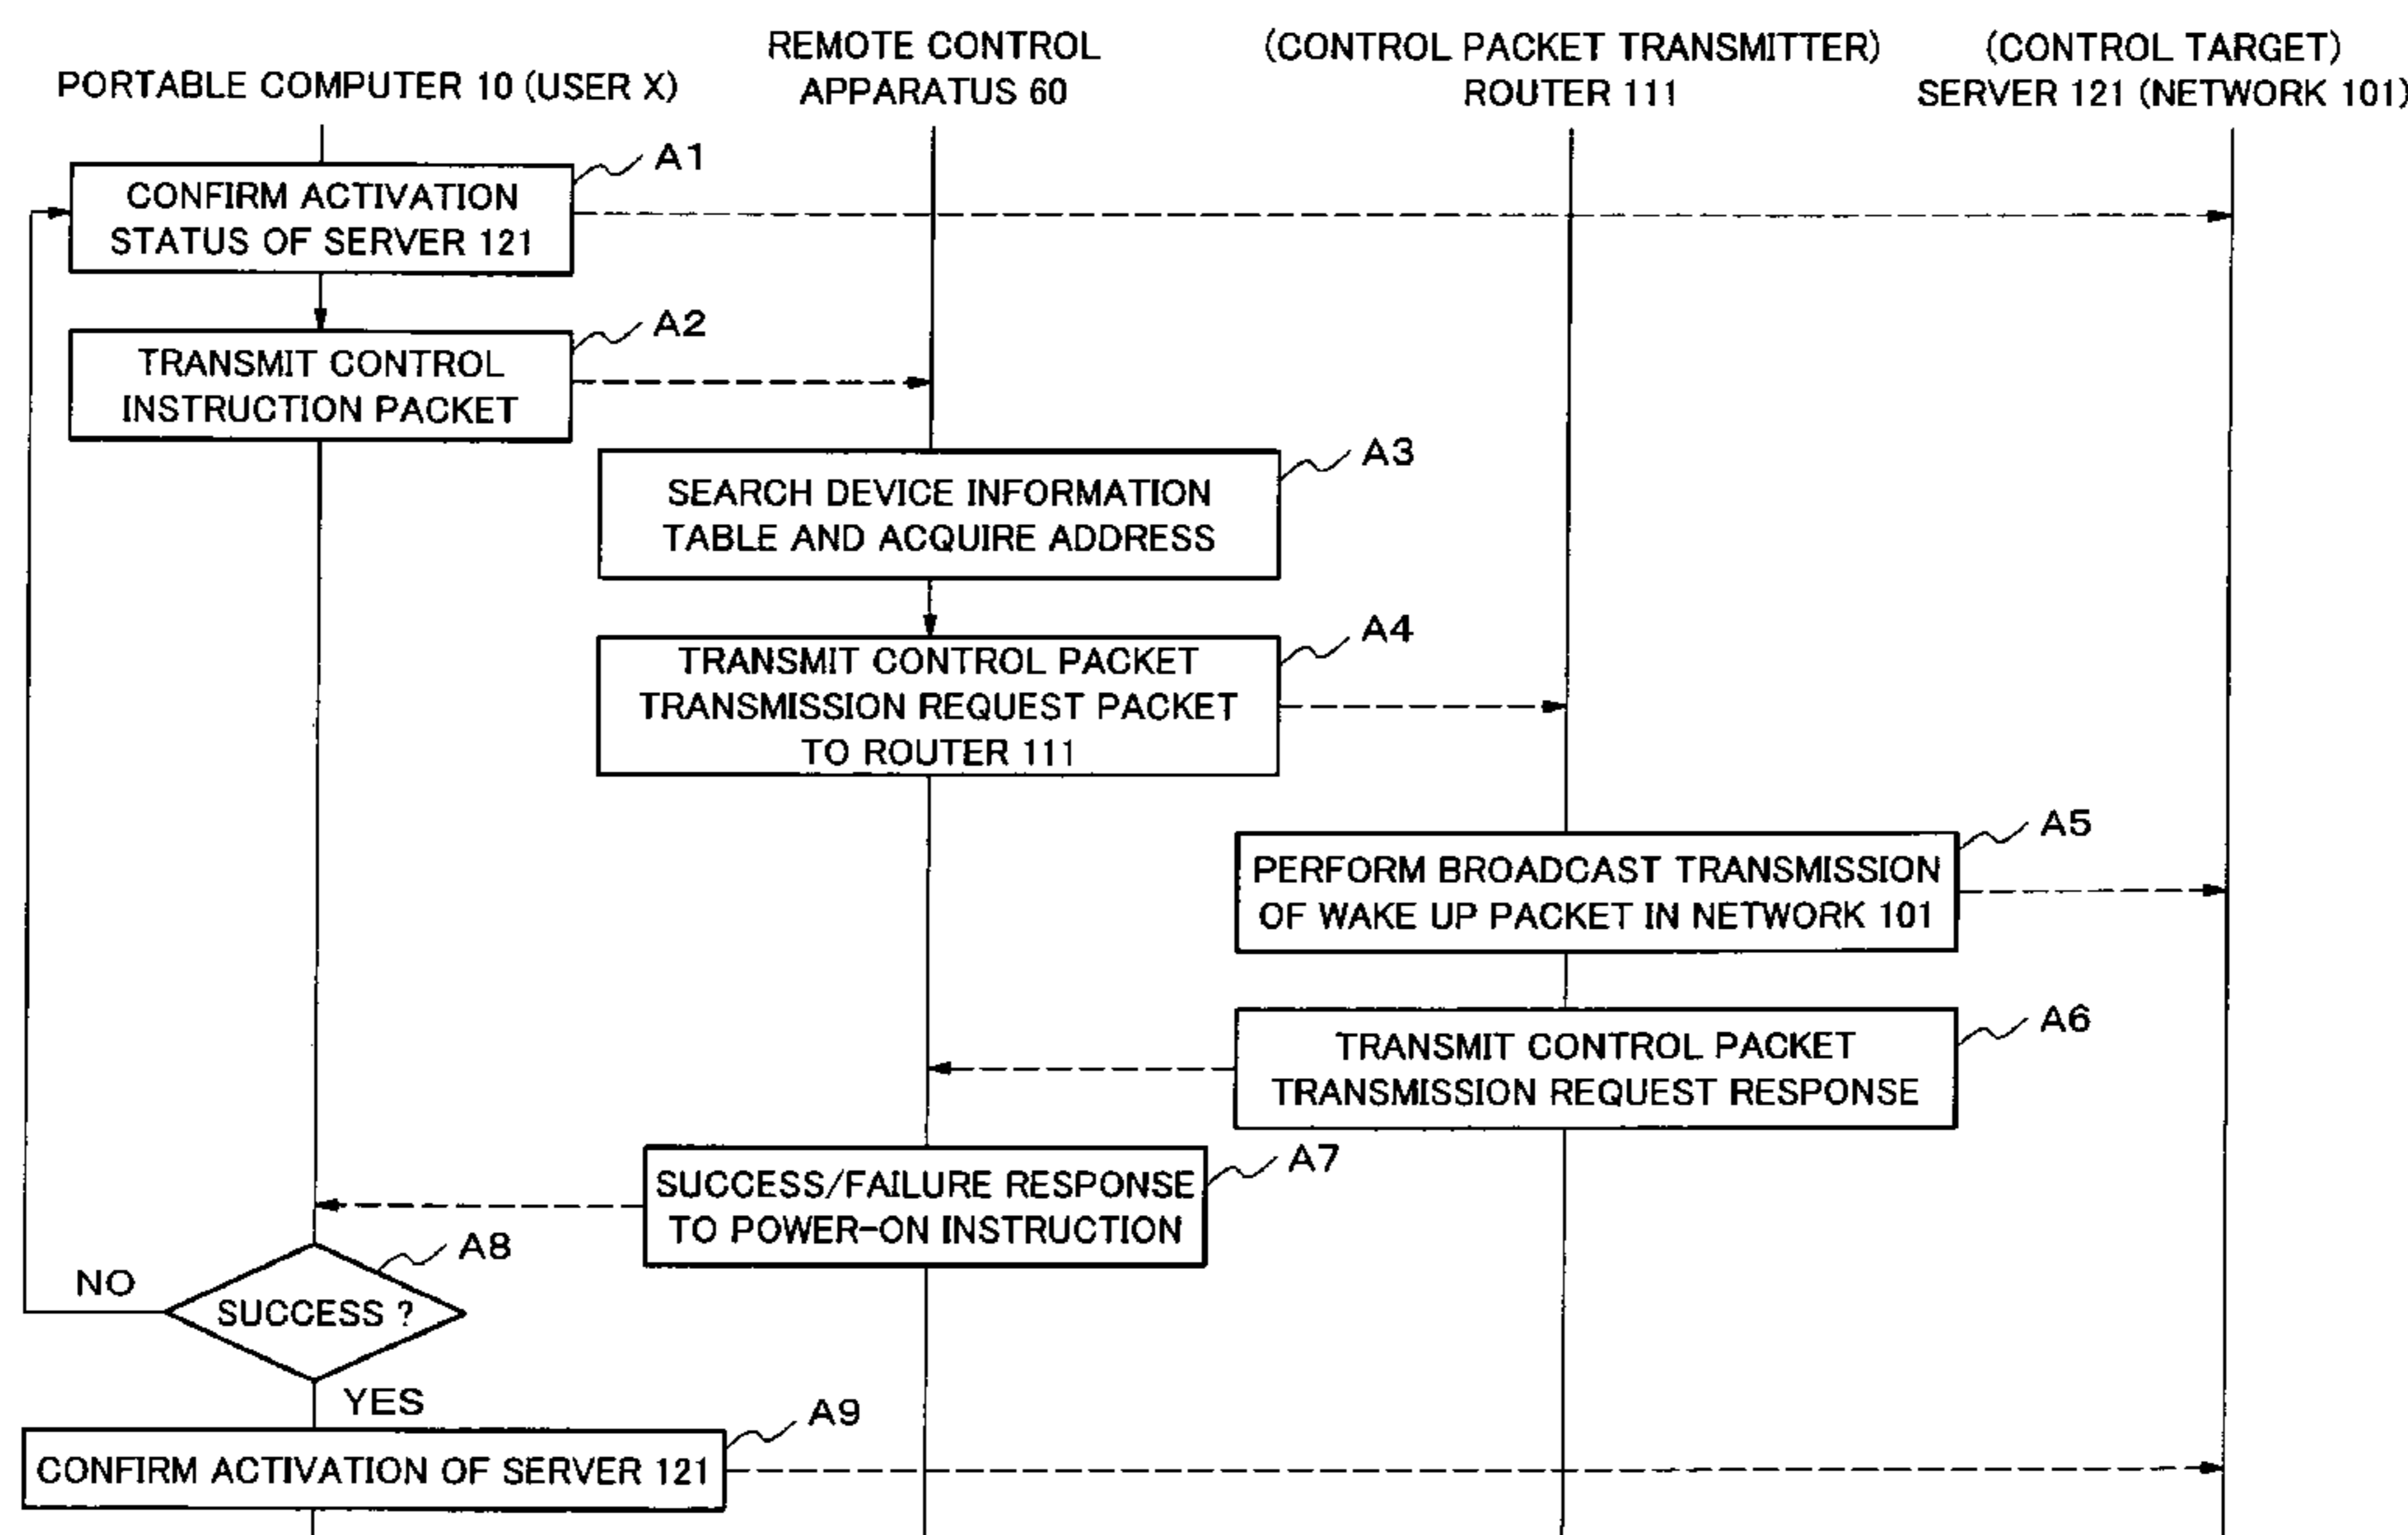 PORTABLE COMPUTER 10 (USER X)
REMOTE CONTROL
APPARATUS 60
(CONTROL PACKET TRANSMITTER)
ROUTER 111
(CONTROL TARGET)
SERVER 121 (NETWORK 101)
A1
CONFIRM ACTIVATION
STATUS OF SERVER 121
A2
TRANSMIT CONTROL
INSTRUCTION PACKET
A3
SEARCH DEVICE INFORMATION
TABLE AND ACQUIRE ADDRESS
A4
TRANSMIT CONTROL PACKET
TRANSMISSION REQUEST PACKET
TO ROUTER 111
A5
PERFORM BROADCAST TRANSMISSION
OF WAKE UP PACKET IN NETWORK 101
A6
TRANSMIT CONTROL PACKET
TRANSMISSION REQUEST RESPONSE
A7
SUCCESS/FAILURE RESPONSE
TO POWER-ON INSTRUCTION
A8
NO
SUCCESS ?
YES
A9
CONFIRM ACTIVATION OF SERVER 121